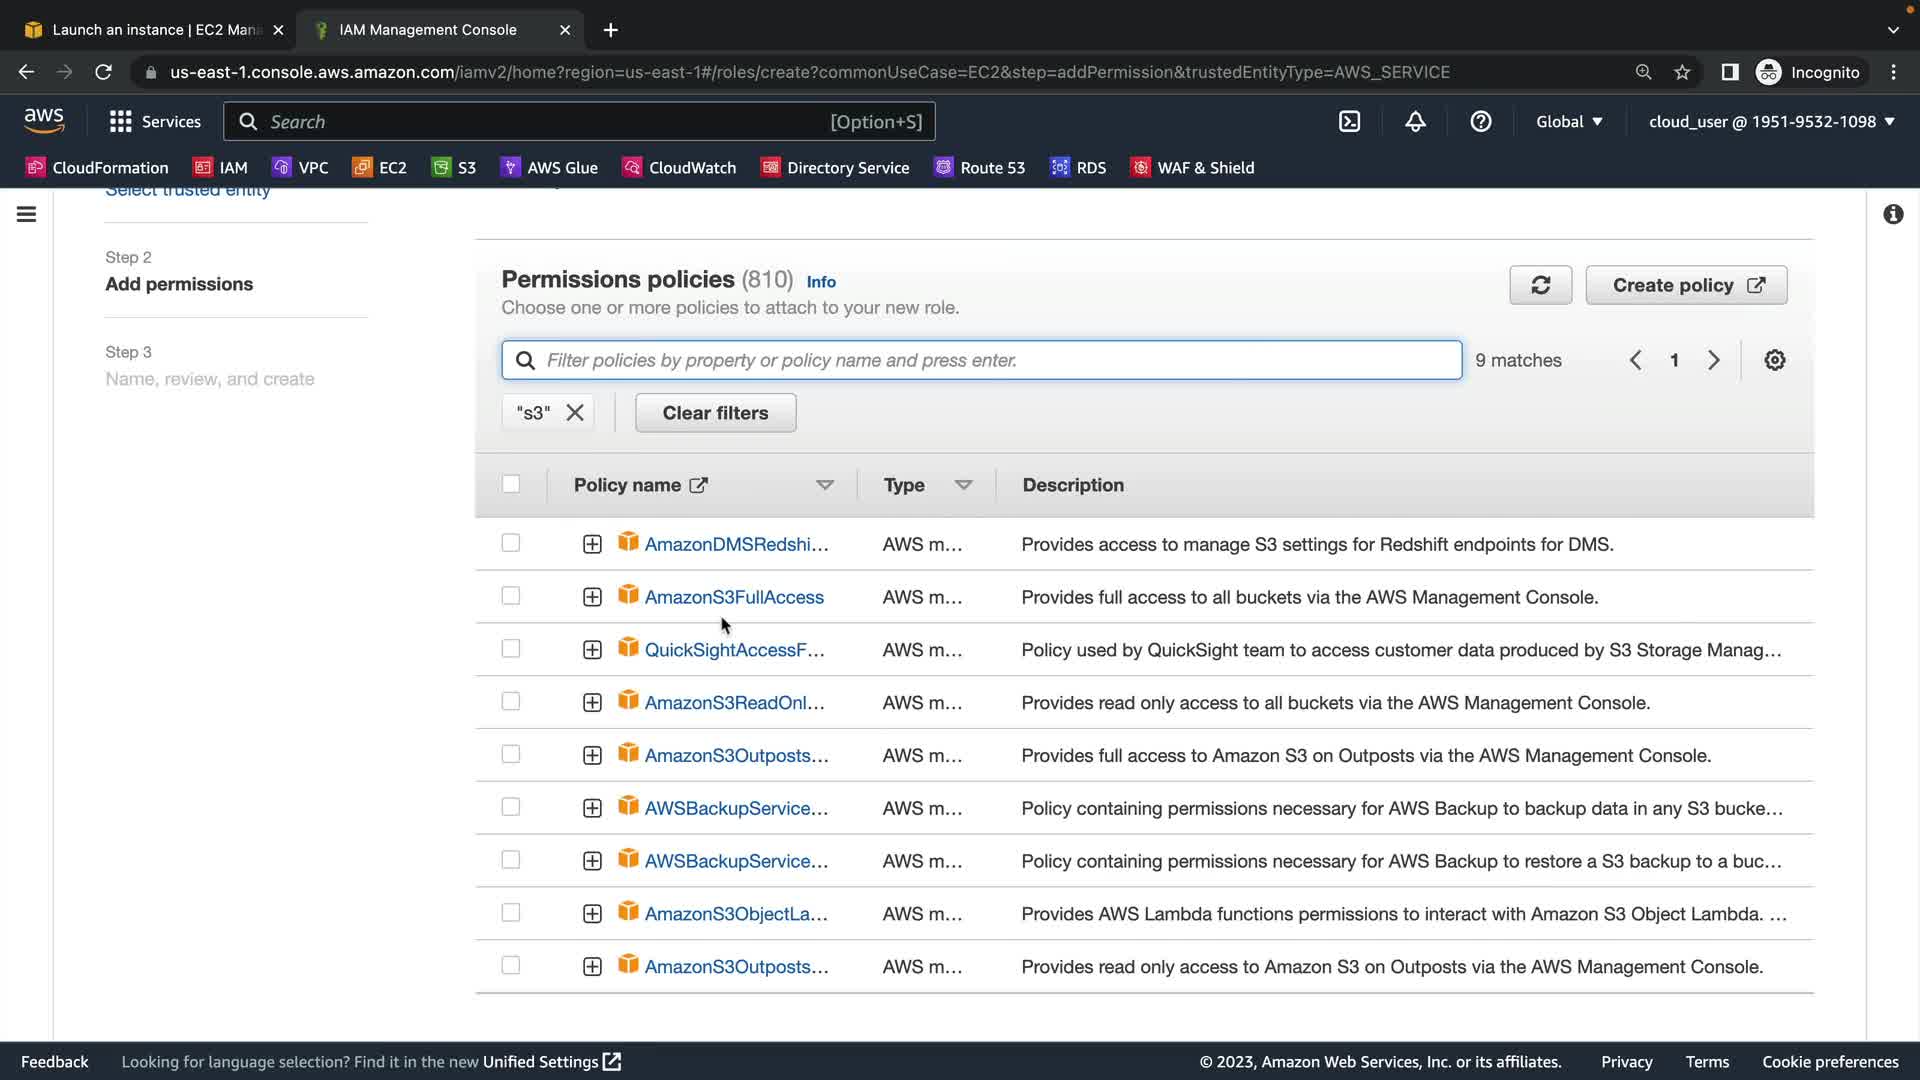 Launch an instance | EC2 Mana
IAM Management Console
us-east-1.console.aws.amazon.com/iamv2/home?region=us-east-1#/roles/create?commonUseCase=EC2&step=addPermission&trustedEntityType=AWS_SERVICE
Incognito
aws
Services
Search
[Option+S]
Global
cloud_user @ 1951-9532-1098
CloudFormation
IAM
VPC
EC2
S3
AWS Glue
CloudWatch
Directory Service
Route 53
RDS
WAF & Shield
Select trusted entity
Step 2
Add permissions
Step 3
Name, review, and create
Permissions policies (810) Info
Choose one or more policies to attach to your new role.
Create policy
Filter policies by property or policy name and press enter.
9 matches
1
"s3"
Clear filters
Policy name
Type
Description
AmazonDMSRedshi... AWS m... Provides access to manage S3 settings for Redshift endpoints for DMS.
AmazonS3FullAccess AWS m... Provides full access to all buckets via the AWS Management Console.
QuickSightAccessF... AWS m... Policy used by QuickSight team to access customer data produced by S3 Storage Manag...
AmazonS3ReadOnl... AWS m... Provides read only access to all buckets via the AWS Management Console.
AmazonS3Outposts... AWS m... Provides full access to Amazon S3 on Outposts via the AWS Management Console.
AWSBackupService... AWS m... Policy containing permissions necessary for AWS Backup to backup data in any S3 bucke...
AWSBackupService... AWS m... Policy containing permissions necessary for AWS Backup to restore a S3 backup to a buc...
AmazonS3ObjectLa... AWS m... Provides AWS Lambda functions permissions to interact with Amazon S3 Object Lambda. ...
AmazonS3Outposts... AWS m... Provides read only access to Amazon S3 on Outposts via the AWS Management Console.
Feedback
Looking for language selection? Find it in the new Unified Settings
© 2023, Amazon Web Services, Inc. or its affiliates.
Privacy
Terms
Cookie preferences